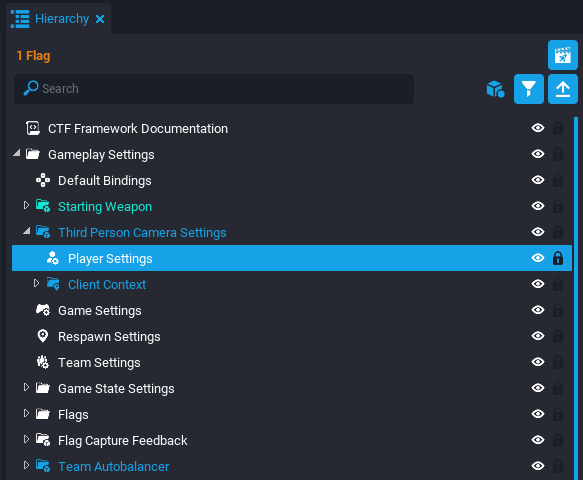 Hierarchy
1 Flag
Search
CTF Framework Documentation
Gameplay Settings
Default Bindings
Starting Weapon
Third Person Camera Settings
Player Settings
Client Context
Game Settings
Respawn Settings
Team Settings
Game State Settings
Flags
Flag Capture Feedback
Team Autobalancer